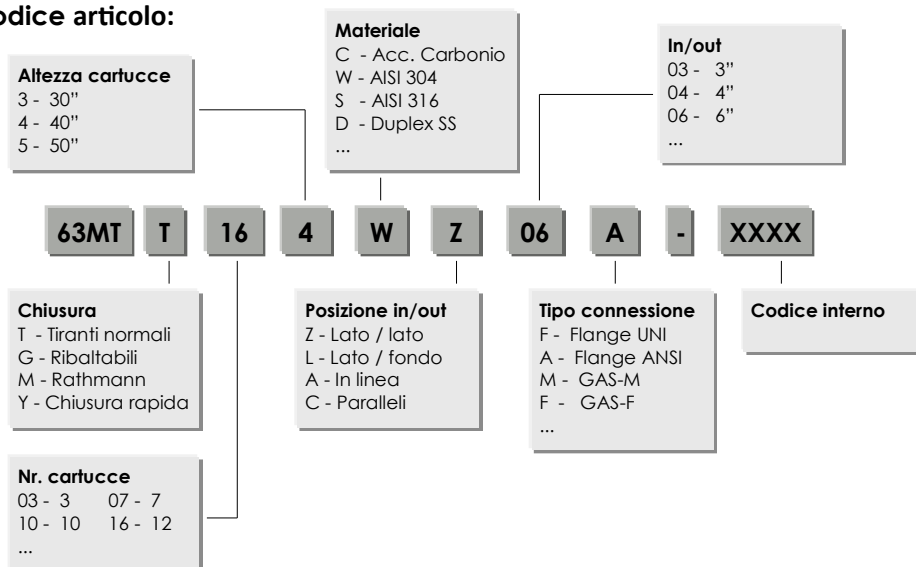 odice articolo:
Materiale
C - Acc. Carbonio
W - AISI 304
S - AISI 316
D - Duplex SS
...
In/out
03 - 3”
04 - 4”
06 - 6”
...
Altezza cartucce
3 - 30”
4 - 40”
5 - 50”
63MT T 16 4 W Z 06 A - XXXX
Chiusura
T - Tiranti normali
G - Ribaltabili
M - Rathmann
Y - Chiusura rapida
Posizione in/out
Z - Lato / lato
L - Lato / fondo
A - In linea
C - Paralleli
Tipo connessione
F - Flange UNI
A - Flange ANSI
M - GAS-M
F - GAS-F
...
Codice interno
Nr. cartucce
03 - 3 07 - 7
10 - 10 16 - 12
...